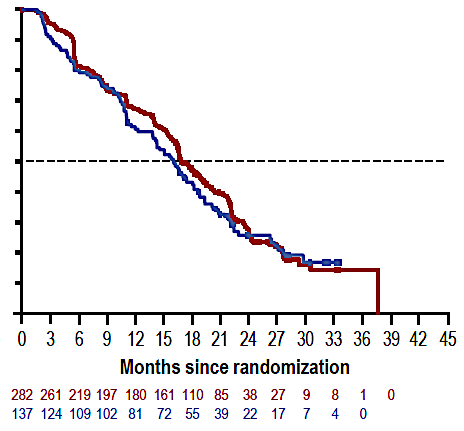 0 3 6 9 12 15 18 21 24 27 30 33 36 39 42 45
Months since randomization
282 261 219 197 180 161 110 85 38 27 9 8 1 0
137 124 109 102 81 72 55 39 22 17 7 4 0